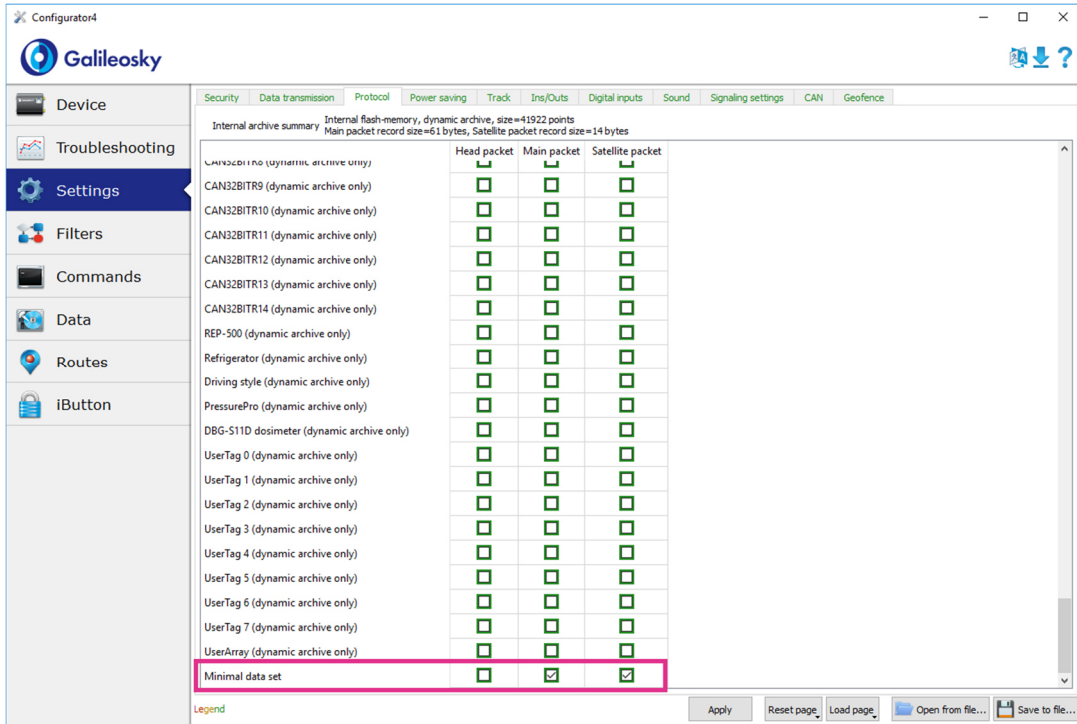 Configurator4
Galileosky
Device
Troubleshooting
Settings
Filters
Commands
Data
Routes
iButton
Security Data transmission Protocol Power saving Track Ins/Outs Digital inputs Sound Signaling settings CAN Geofence
Internal archive summary
Internal flash-memory, dynamic archive, size=41922 points
Main packet record size=61 bytes, Satellite packet record size=14 bytes
Head packet Main packet Satellite packet
CAN32BITR8 (dynamic archive only)
CAN32BITR9 (dynamic archive only)
CAN32BITR10 (dynamic archive only)
CAN32BITR11 (dynamic archive only)
CAN32BITR12 (dynamic archive only)
CAN32BITR13 (dynamic archive only)
CAN32BITR14 (dynamic archive only)
REP-500 (dynamic archive only)
Refrigerator (dynamic archive only)
Driving style (dynamic archive only)
PressurePro (dynamic archive only)
DBG-S11D dosimeter (dynamic archive only)
UserTag 0 (dynamic archive only)
UserTag 1 (dynamic archive only)
UserTag 2 (dynamic archive only)
UserTag 3 (dynamic archive only)
UserTag 4 (dynamic archive only)
UserTag 5 (dynamic archive only)
UserTag 6 (dynamic archive only)
UserTag 7 (dynamic archive only)
UserArray (dynamic archive only)
Minimal data set
Legend
Apply Reset page Load page Open from file... Save to file...